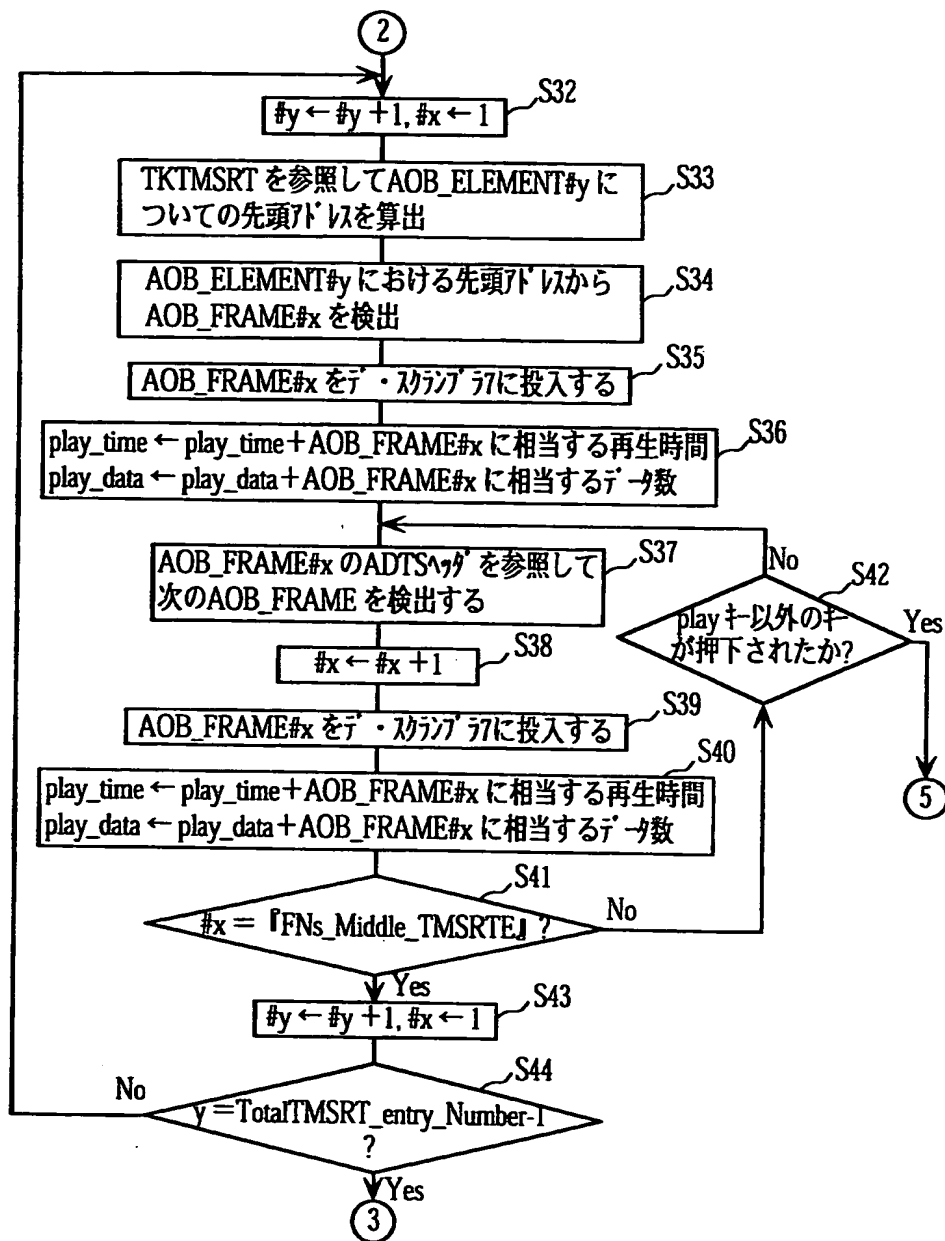 2
S32
#y ← #y +1, #x ← 1
S33
TKTMSRT を参照してAOB_ELEMENT#y に
ついての先頭ｱﾄﾞﾚｽを算出
S34
AOB_ELEMENT#y における先頭ｱﾄﾞﾚｽから
AOB_FRAME#x を検出
S35
AOB_FRAME#x をﾃﾞ・ｽｸﾗﾝﾌﾞﾗ7に投入する
S36
play_time ← play_time+AOB_FRAME#x に相当する再生時間
play_data ← play_data+AOB_FRAME#x に相当するﾃﾞｰﾀ数
S37
AOB_FRAME#x のADTSﾍｯﾀﾞを参照して
次のAOB_FRAME を検出する
S38
#x ← #x +1
S39
AOB_FRAME#x をﾃﾞ・ｽｸﾗﾝﾌﾞﾗ7に投入する
S40
play_time ← play_time+AOB_FRAME#x に相当する再生時間
play_data ← play_data+AOB_FRAME#x に相当するﾃﾞｰﾀ数
S41
#x ＝『FNs_Middle_TMSRTE』?
No
Yes
No
S42
play キー以外のキー
が押下されたか?
Yes
5
S43
#y ← #y +1, #x ← 1
S44
y =TotalTMSRT_entry_Number-1
?
No
Yes
3